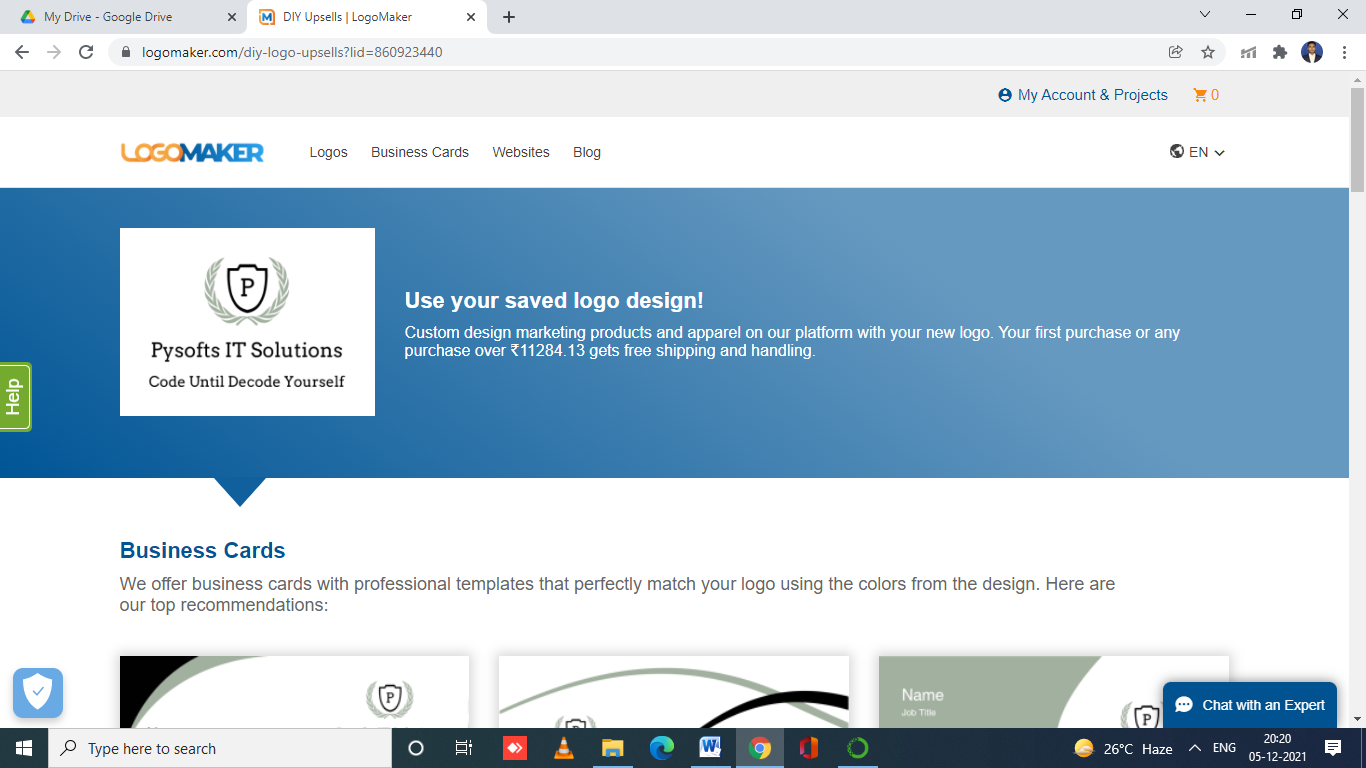 My Drive - Google Drive
DIY Upsells | LogoMaker
logomaker.com/diy-logo-upsells?lid=860923440
My Account & Projects 0
LOGOMAKER Logos Business Cards Websites Blog EN
P
Pysofts IT Solutions
Code Until Decode Yourself
Use your saved logo design!
Custom design marketing products and apparel on our platform with your new logo. Your first purchase or any
purchase over ₹11284.13 gets free shipping and handling.
Help
Business Cards
We offer business cards with professional templates that perfectly match your logo using the colors from the design. Here are
our top recommendations:
P
P
Name
Job Title
P
Chat with an Expert
Type here to search
26°C Haze
ENG
20:20
05-12-2021